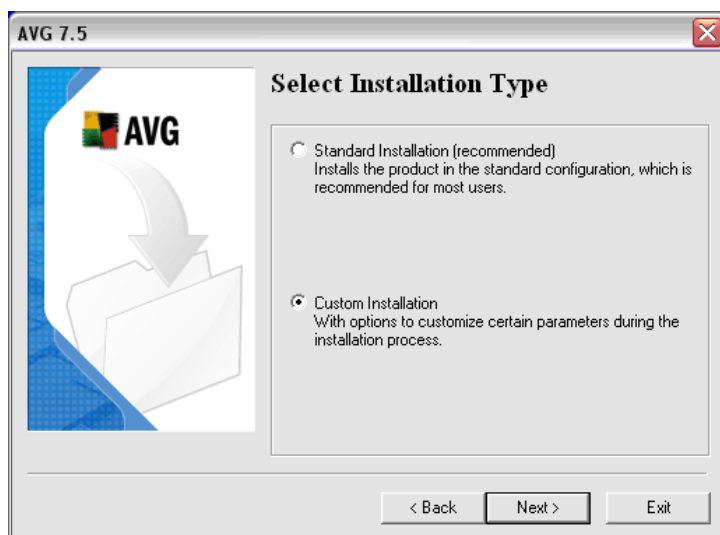 AVG 7.5
AVG
Select Installation Type
Standard Installation (recommended)
Installs the product in the standard configuration, which is
recommended for most users.
Custom Installation
With options to customize certain parameters during the
installation process.
< Back
Next >
Exit